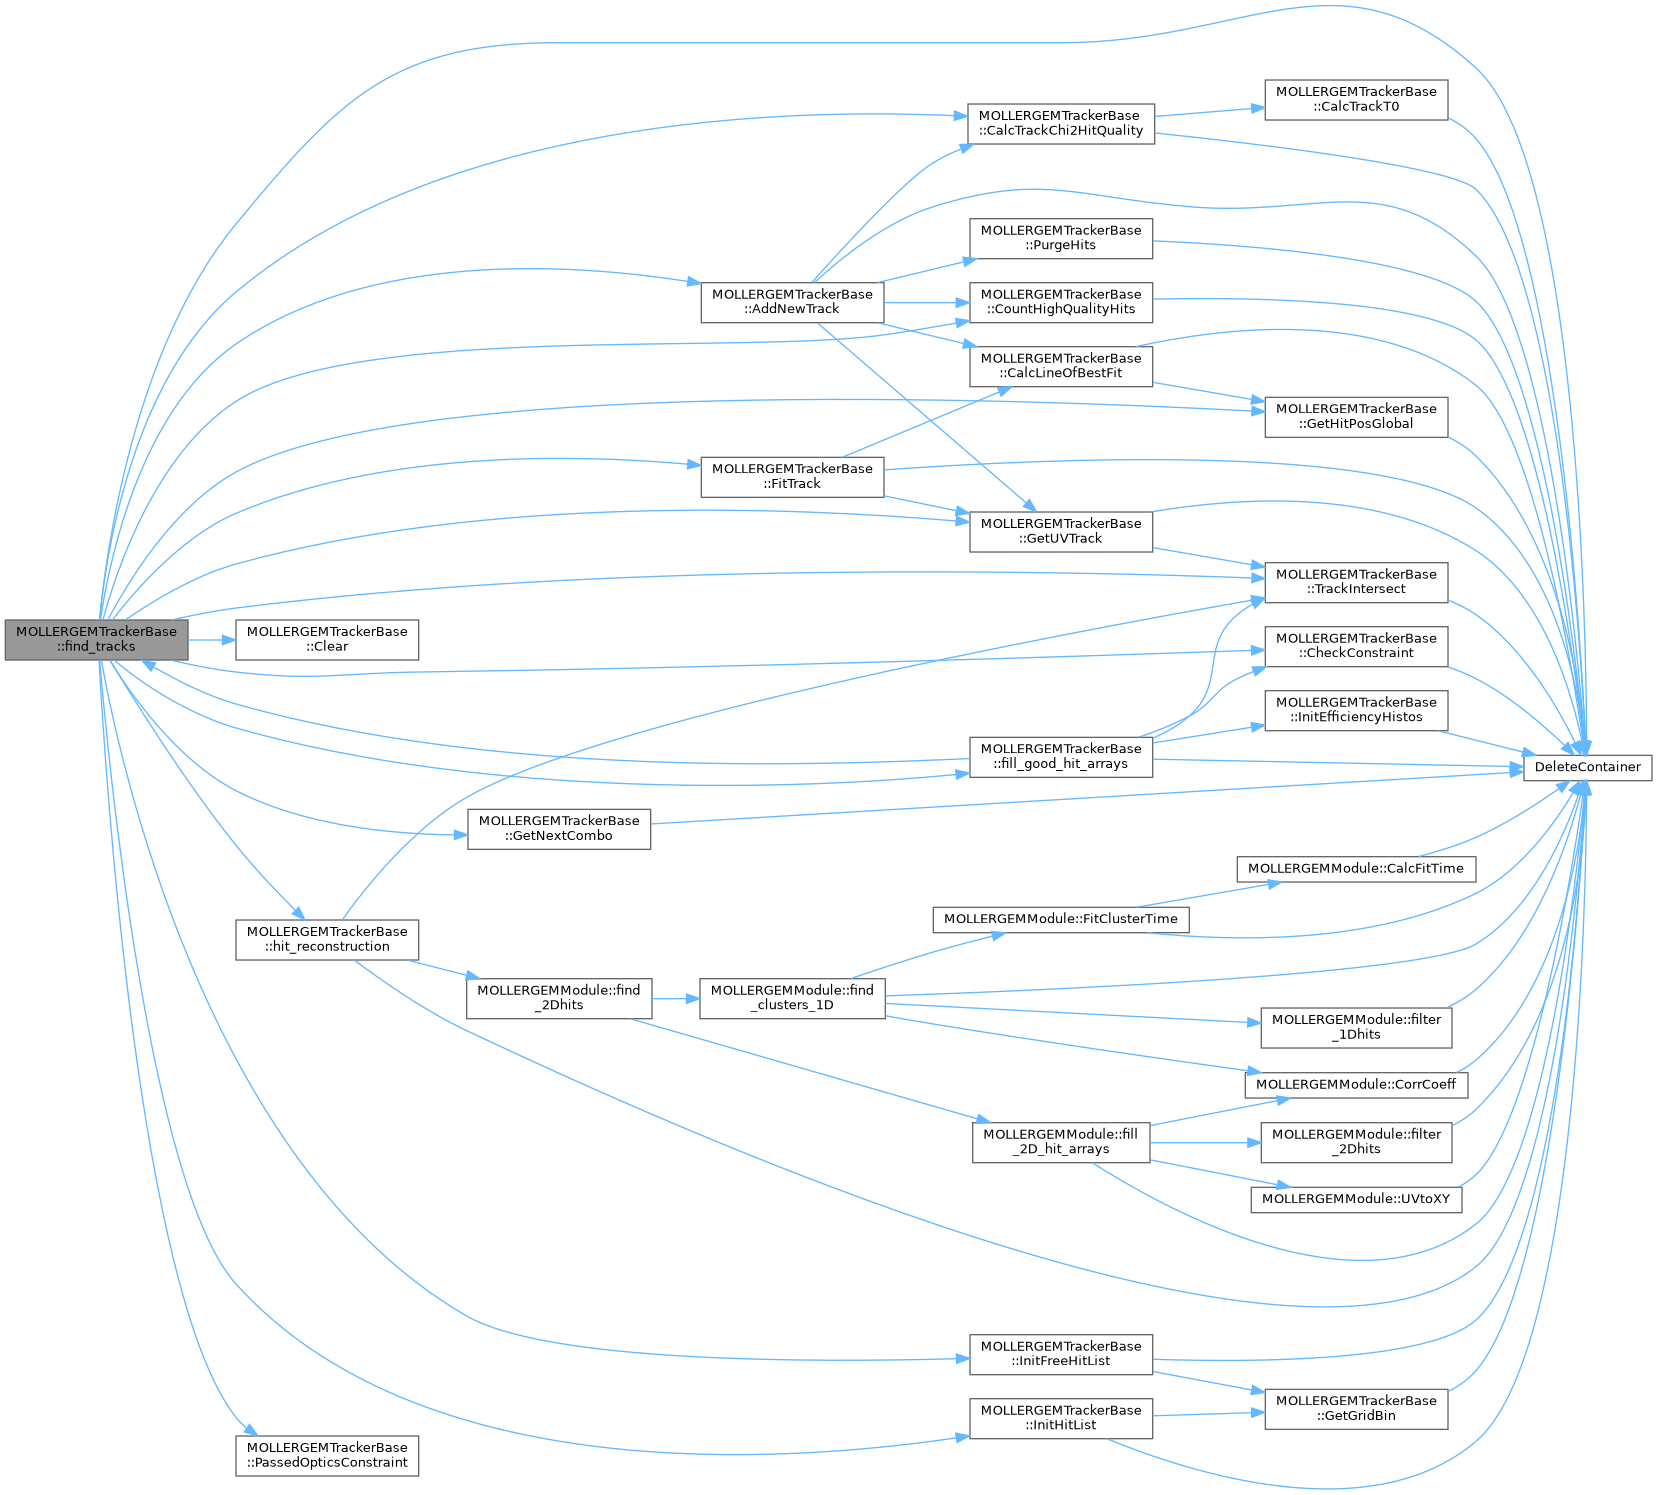 MOLLERGEMTrackerBase
::find_tracks
MOLLERGEMTrackerBase
::Clear
MOLLERGEMTrackerBase
::hit_reconstruction
MOLLERGEMTrackerBase
::PassedOpticsConstraint
MOLLERGEMTrackerBase
::GetNextCombo
MOLLERGEMModule::find
_2Dhits
MOLLERGEMTrackerBase
::AddNewTrack
MOLLERGEMTrackerBase
::FitTrack
MOLLERGEMModule::find
_clusters_1D
MOLLERGEMTrackerBase
::CalcTrackChi2HitQuality
MOLLERGEMTrackerBase
::PurgeHits
MOLLERGEMTrackerBase
::CountHighQualityHits
MOLLERGEMTrackerBase
::CalcLineOfBestFit
MOLLERGEMTrackerBase
::GetUVTrack
MOLLERGEMTrackerBase
::fill_good_hit_arrays
MOLLERGEMModule::FitClusterTime
MOLLERGEMModule::fill
_2D_hit_arrays
MOLLERGEMTrackerBase
::InitFreeHitList
MOLLERGEMTrackerBase
::InitHitList
MOLLERGEMTrackerBase
::CalcTrackT0
MOLLERGEMTrackerBase
::GetHitPosGlobal
MOLLERGEMTrackerBase
::TrackIntersect
MOLLERGEMTrackerBase
::CheckConstraint
MOLLERGEMTrackerBase
::InitEfficiencyHistos
MOLLERGEMModule::CalcFitTime
MOLLERGEMModule::filter
_1Dhits
MOLLERGEMModule::CorrCoeff
MOLLERGEMModule::filter
_2Dhits
MOLLERGEMModule::UVtoXY
MOLLERGEMTrackerBase
::GetGridBin
DeleteContainer